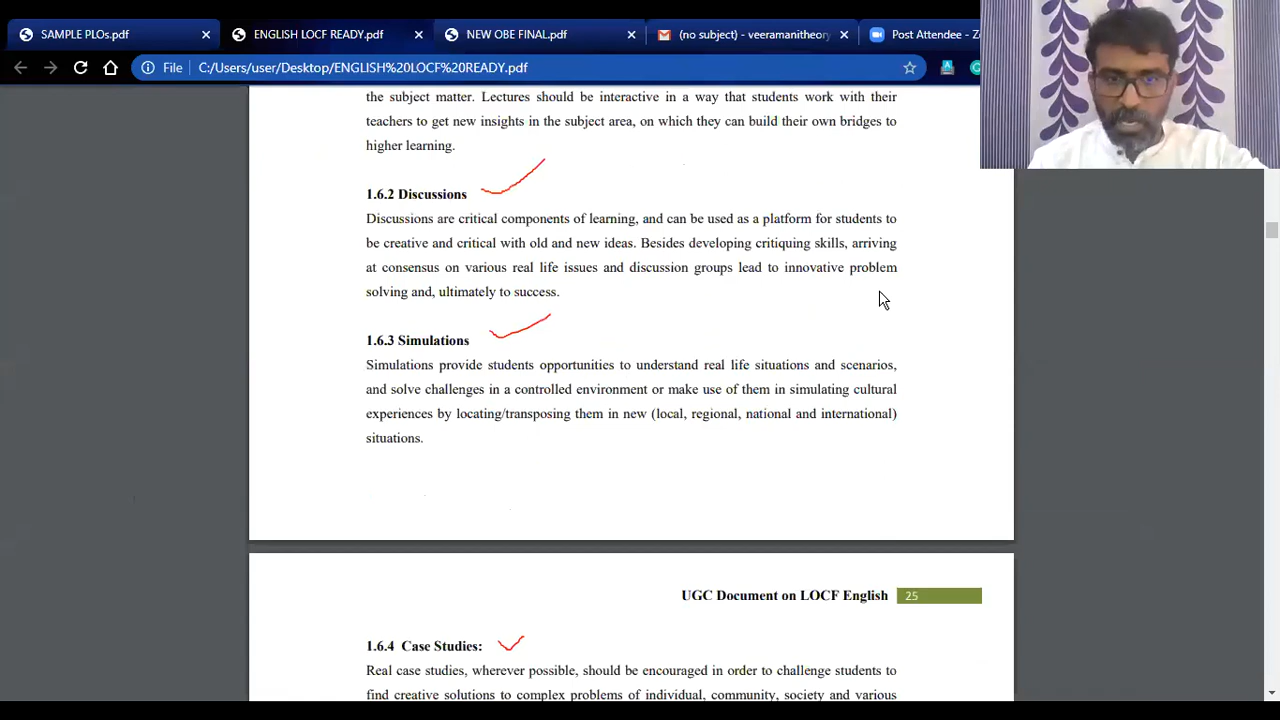 SAMPLE PLOs.pdf
ENGLISH LOCF READY.pdf
NEW OBE FINAL.pdf
(no subject) - veeramanitheory
Post Attendee - Z
File
C:/Users/user/Desktop/ENGLISH%20LOCF%20READY.pdf
the subject matter. Lectures should be interactive in a way that students work with their
teachers to get new insights in the subject area, on which they can build their own bridges to
higher learning.
1.6.2 Discussions
Discussions are critical components of learning, and can be used as a platform for students to
be creative and critical with old and new ideas. Besides developing critiquing skills, arriving
at consensus on various real life issues and discussion groups lead to innovative problem
solving and, ultimately to success.
1.6.3 Simulations
Simulations provide students opportunities to understand real life situations and scenarios,
and solve challenges in a controlled environment or make use of them in simulating cultural
experiences by locating/transposing them in new (local, regional, national and international)
situations.
UGC Document on LOCF English 25
1.6.4 Case Studies:
Real case studies, wherever possible, should be encouraged in order to challenge students to
find creative solutions to complex problems of individual, community, society and various